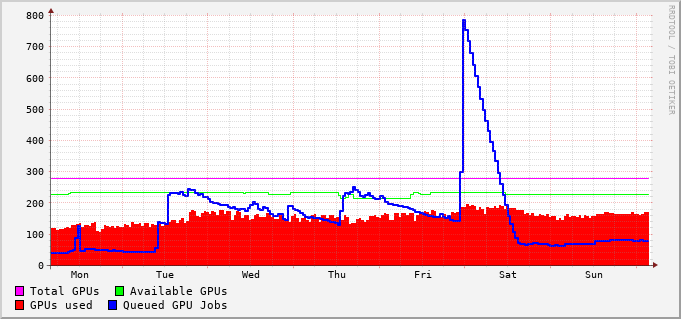 800
700
600
500
400
300
200
100
0
Mon Tue Wed Thu Fri Sat Sun
Total GPUs Available GPUs
GPUs used Queued GPU Jobs
RRDTOOL / TOBI OETIKER